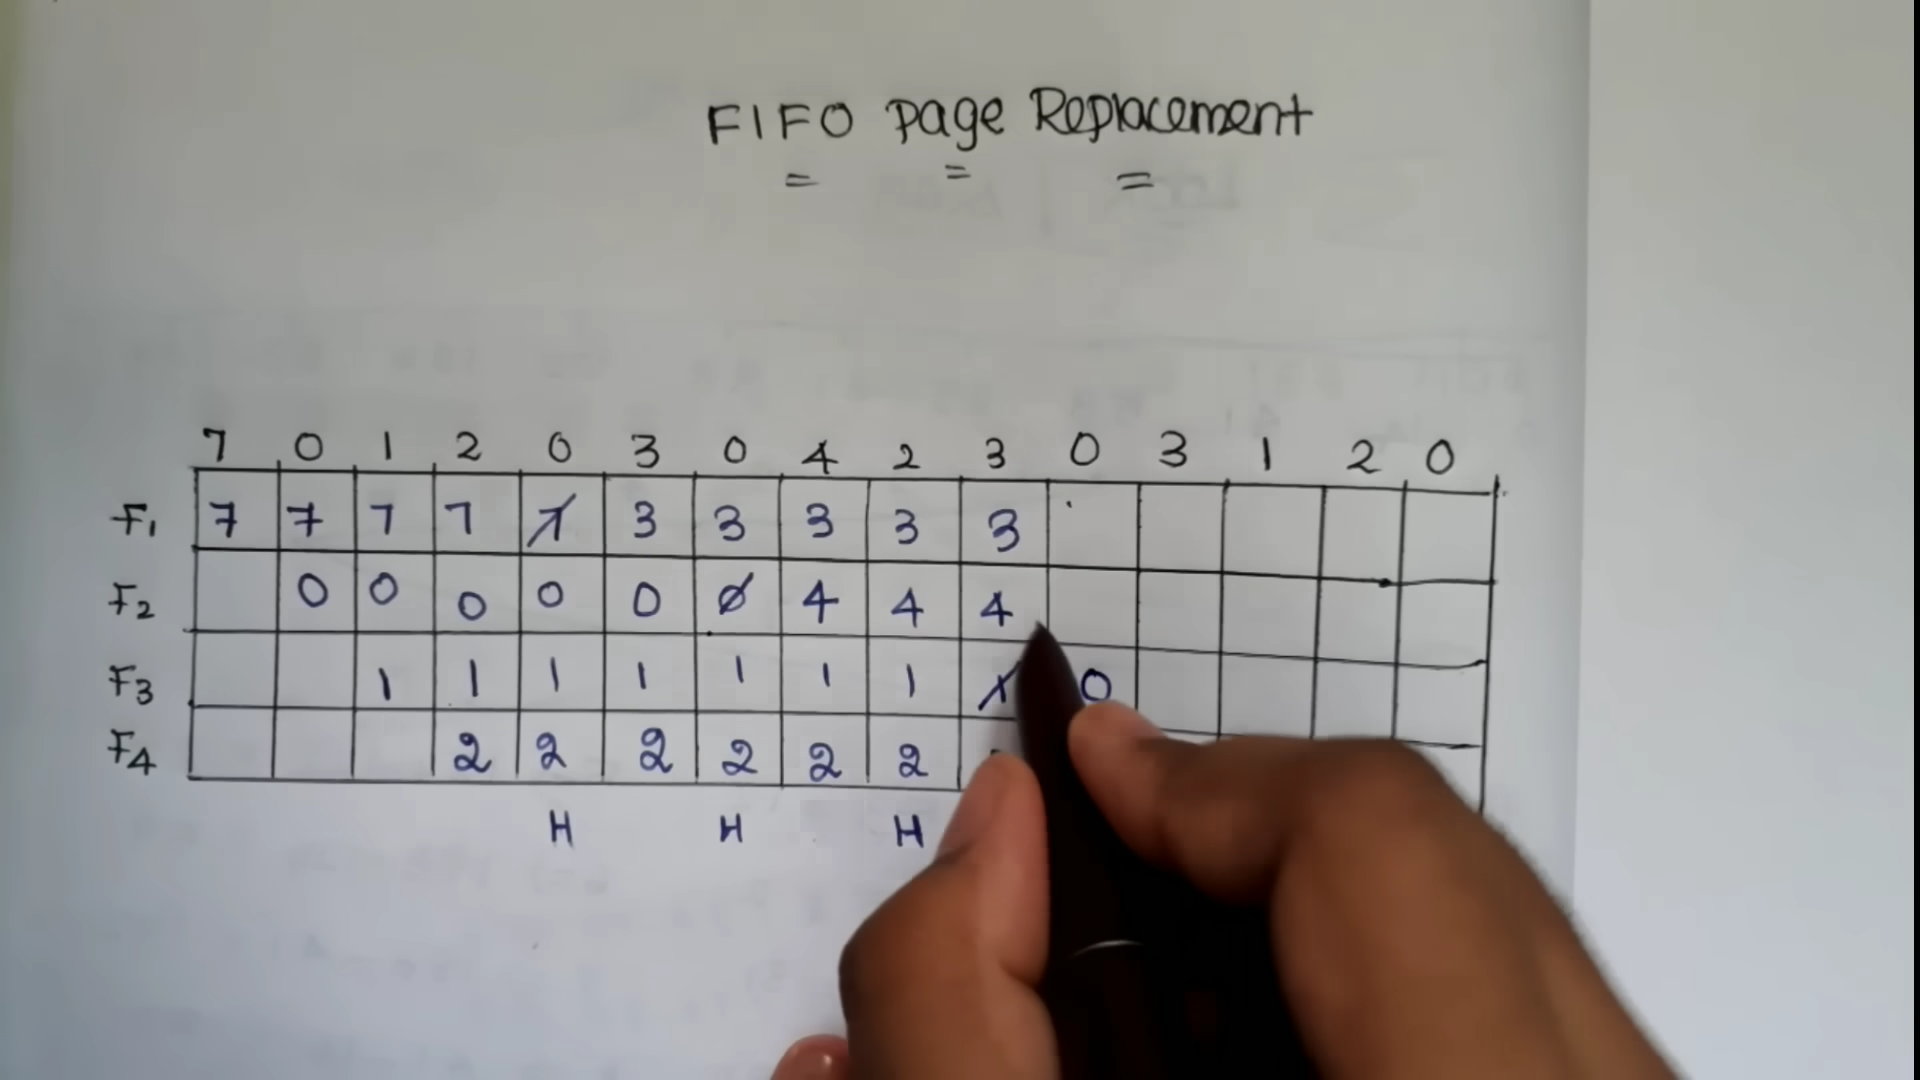 FIFO Page Replacement
7 0 1 2 0 3 0 4 2 3 0 3 1 2 0
F1 7 7 7 7 7 3 3 3 3 3
F2 0 0 0 0 0 0 4 4 4
F3 1 1 1 1 1 1 1 1 0
F4 2 2 2 2 2 2
H H H